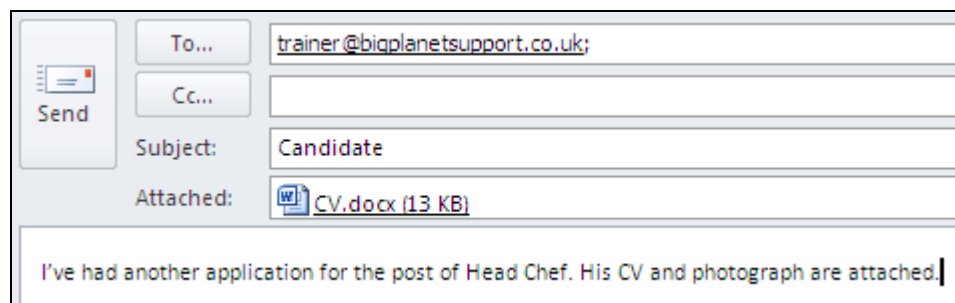 To...
trainer@bigplanetsupport.co.uk;
Cc...
Send
Subject:
Candidate
Attached:
CV.docx (13 KB)
I've had another application for the post of Head Chef. His CV and photograph are attached.